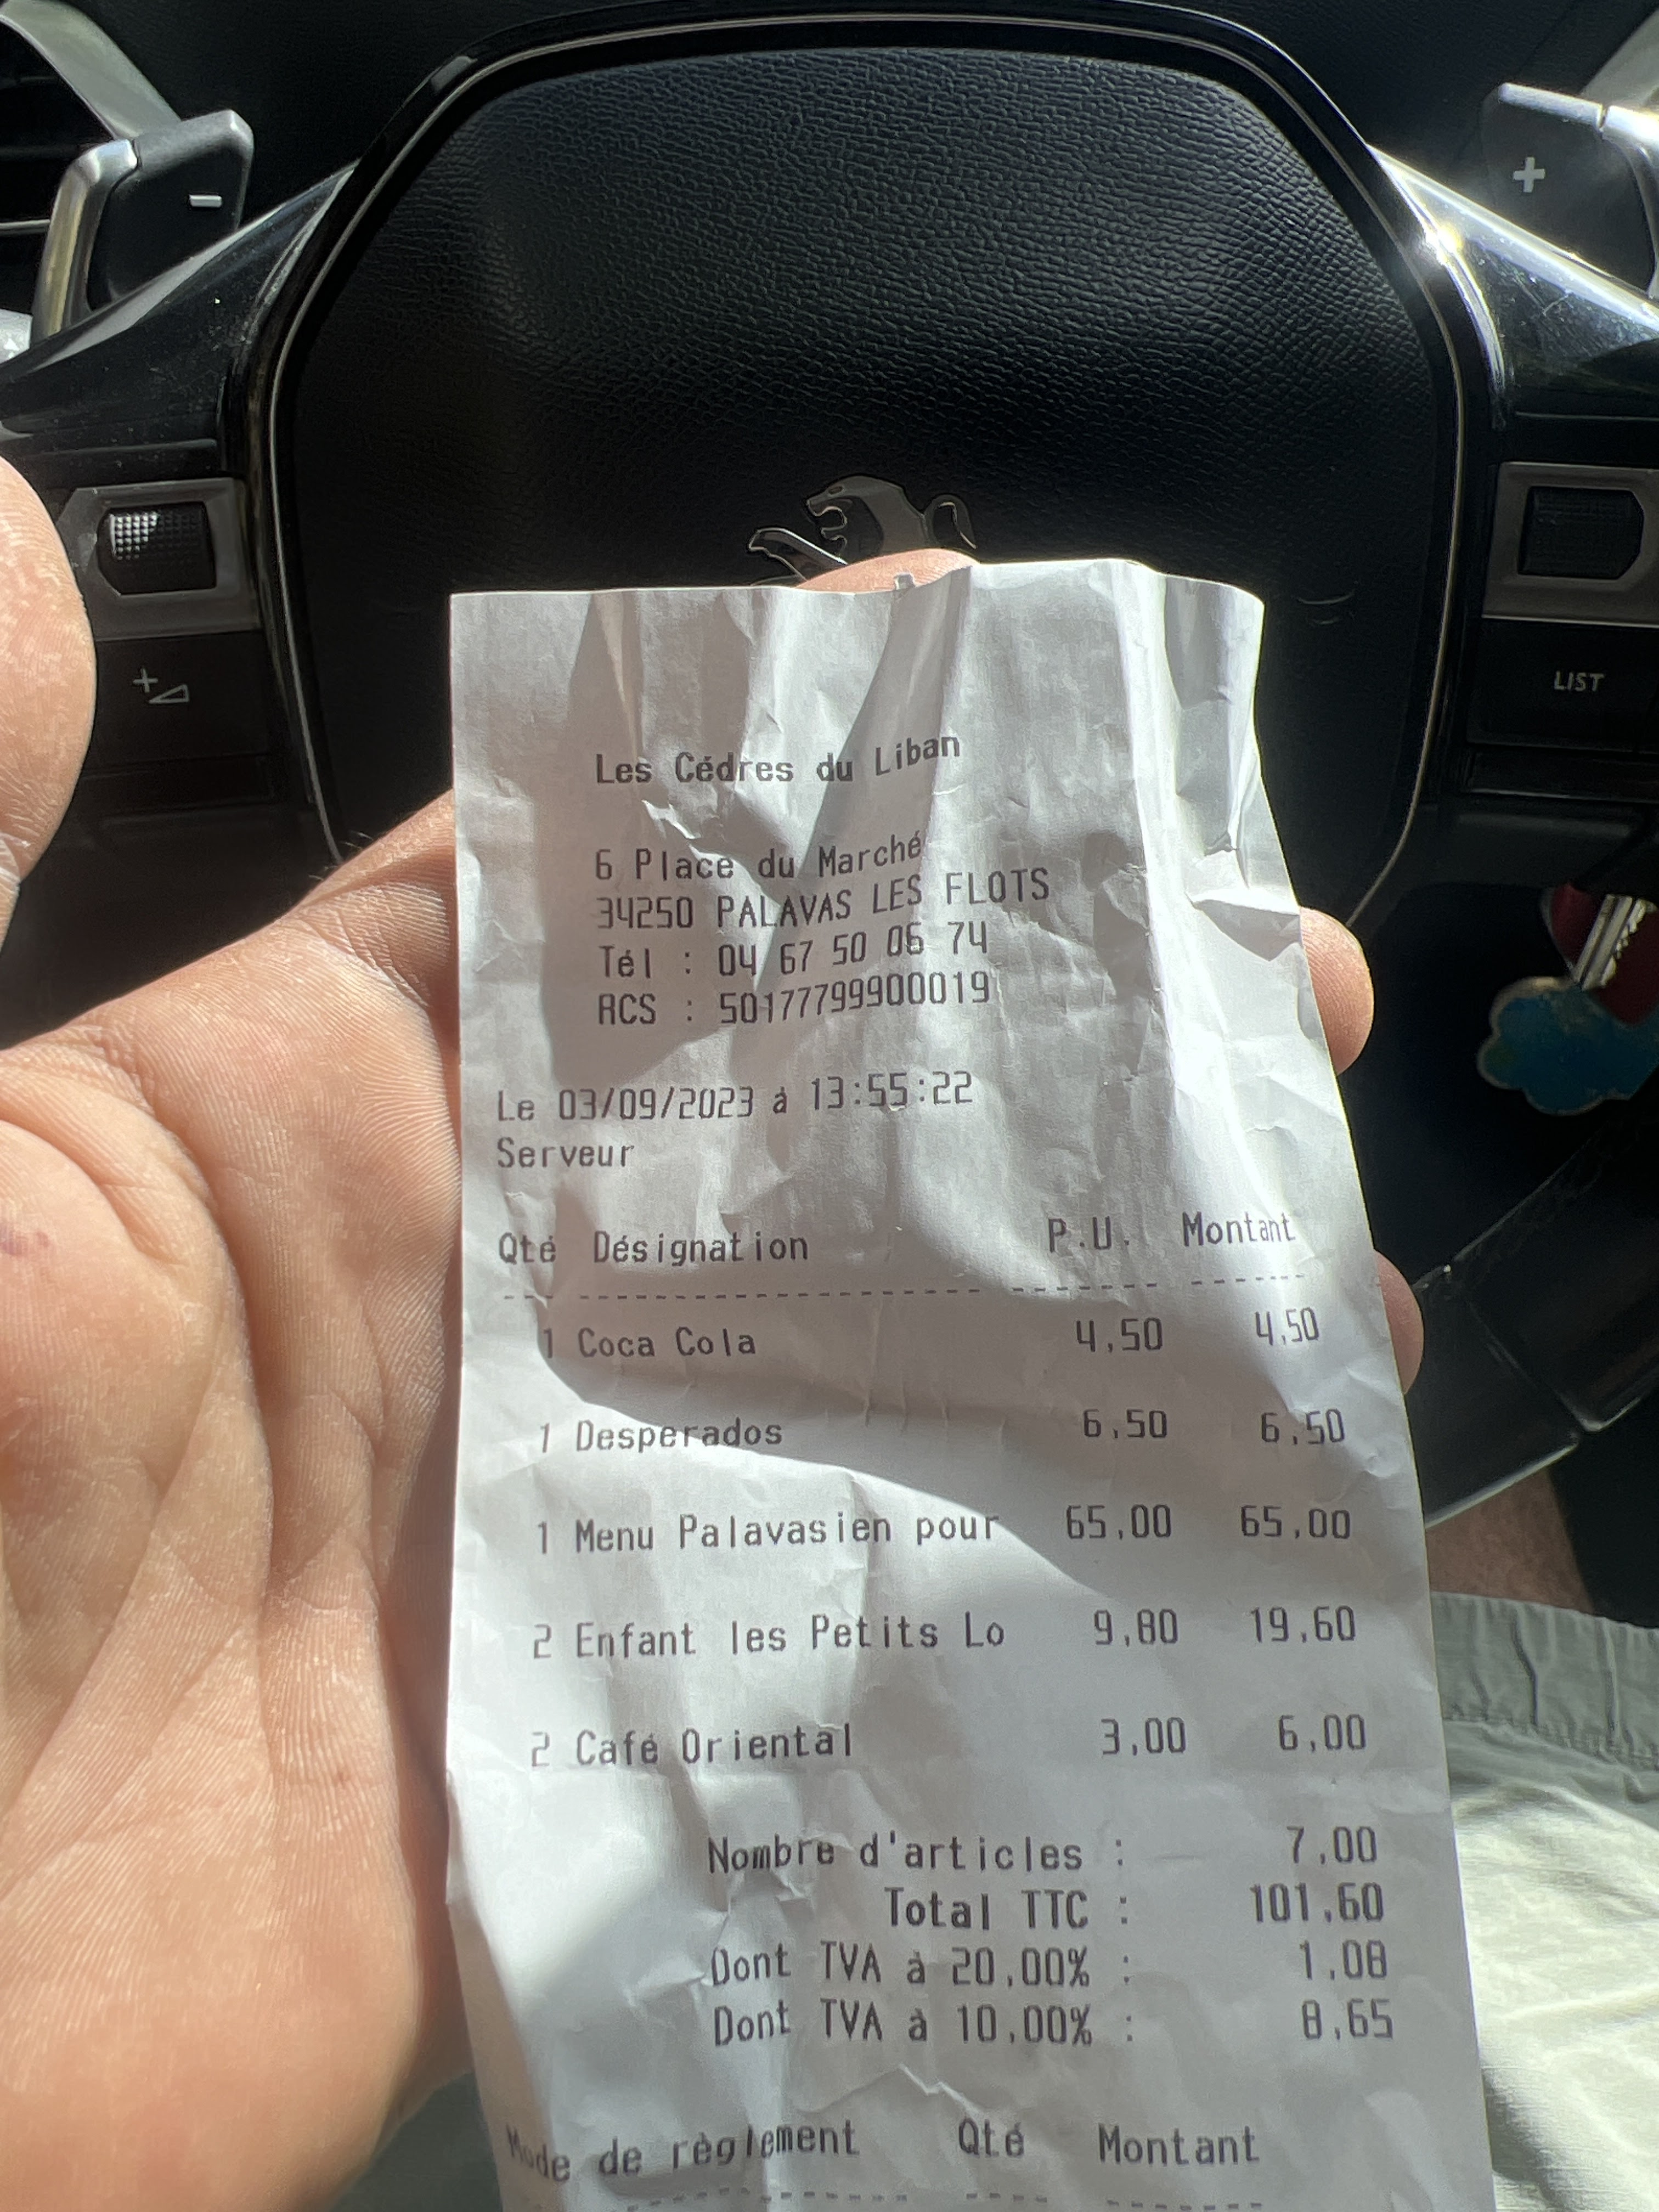 -
+
+
LIST
Les Cédres du Liban
6 Place du Marché
34250 PALAVAS LES FLOTS
Tél : 04 67 50 06 74
RCS : 50177799900019
Le 03/09/2023 à 13:55:22
Serveur
Qté Désignation P.U. Montant
1 Coca Cola 4,50 4,50
1 Desperados 6,50 6,50
1 Menu Palavasien pour 65,00 65,00
2 Enfant les Petits Lo 9,80 19,60
2 Café Oriental 3,00 6,00
Nombre d'articles : 7,00
Total TTC : 101,60
Dont TVA à 20,00% : 1,08
Dont TVA à 10,00% : 8,65
Mode de règlement Qté Montant